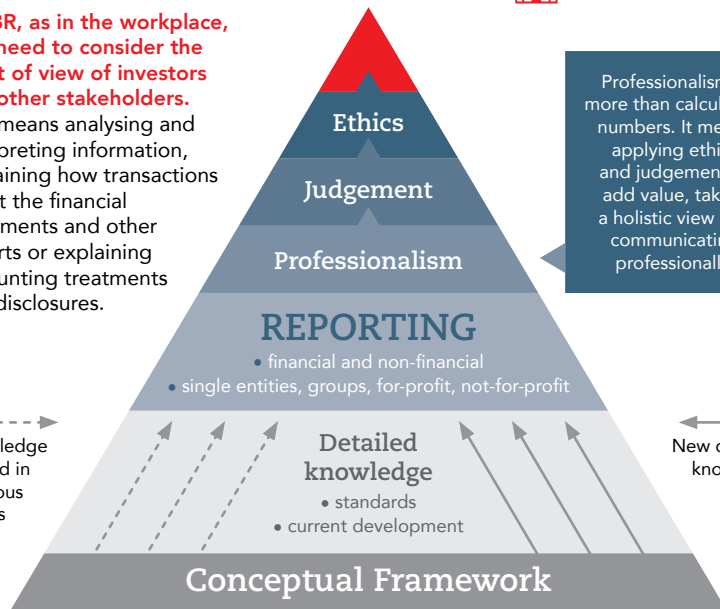 BR, as in the workplace,
need to consider the
t of view of investors
other stakeholders.
means analysing and
preting information,
aining how transactions
t the financial
ments and other
rts or explaining
unting treatments
disclosures.
Ethics
Judgement
Professionalism
Professionalism
more than calcul
numbers. It me
applying ethi
and judgement
add value, tak
a holistic view
communicatin
professionall
REPORTING
• financial and non-financial
• single entities, groups, for-profit, not-for-profit
ledge
d in
ous
s
Detailed
knowledge
• standards
• current development
New
kno
Conceptual Framework